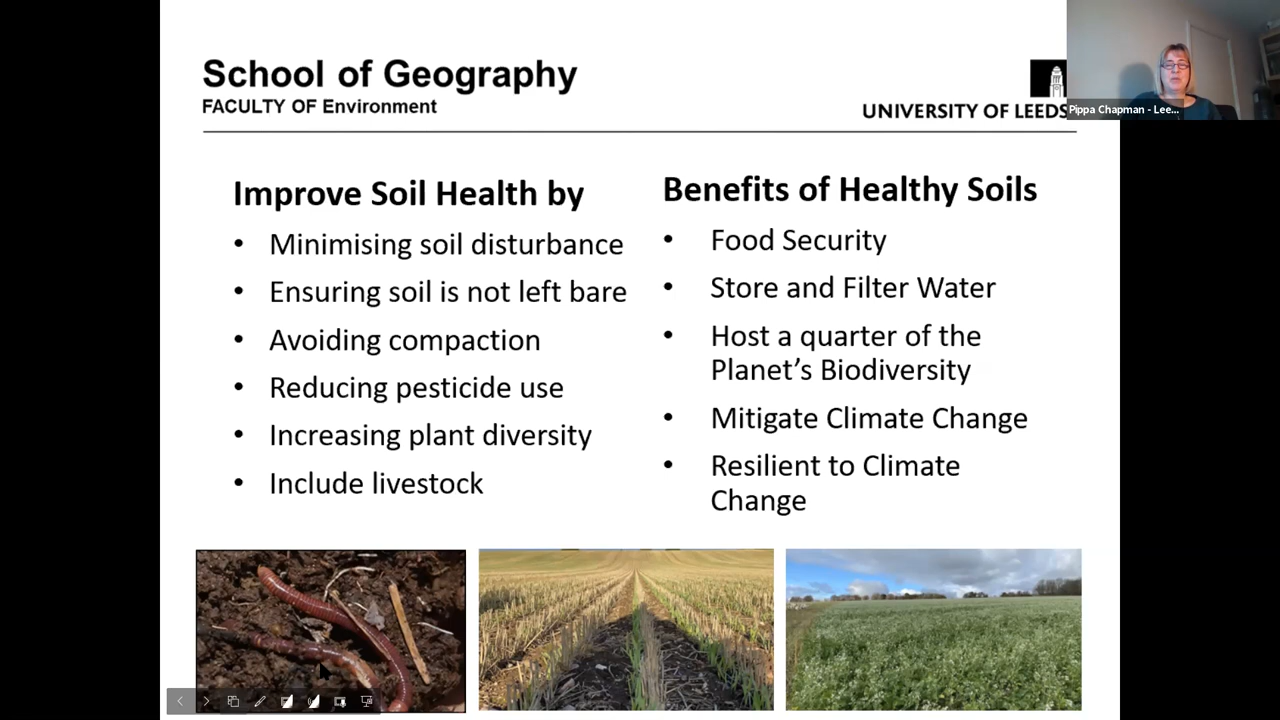 School of Geography
FACULTY OF Environment
UNIVERSITY OF LEEDS
Pippa Chapman - Lee...
Improve Soil Health by
• Minimising soil disturbance
• Ensuring soil is not left bare
• Avoiding compaction
• Reducing pesticide use
• Increasing plant diversity
• Include livestock
Benefits of Healthy Soils
• Food Security
• Store and Filter Water
• Host a quarter of the
Planet’s Biodiversity
• Mitigate Climate Change
• Resilient to Climate
Change